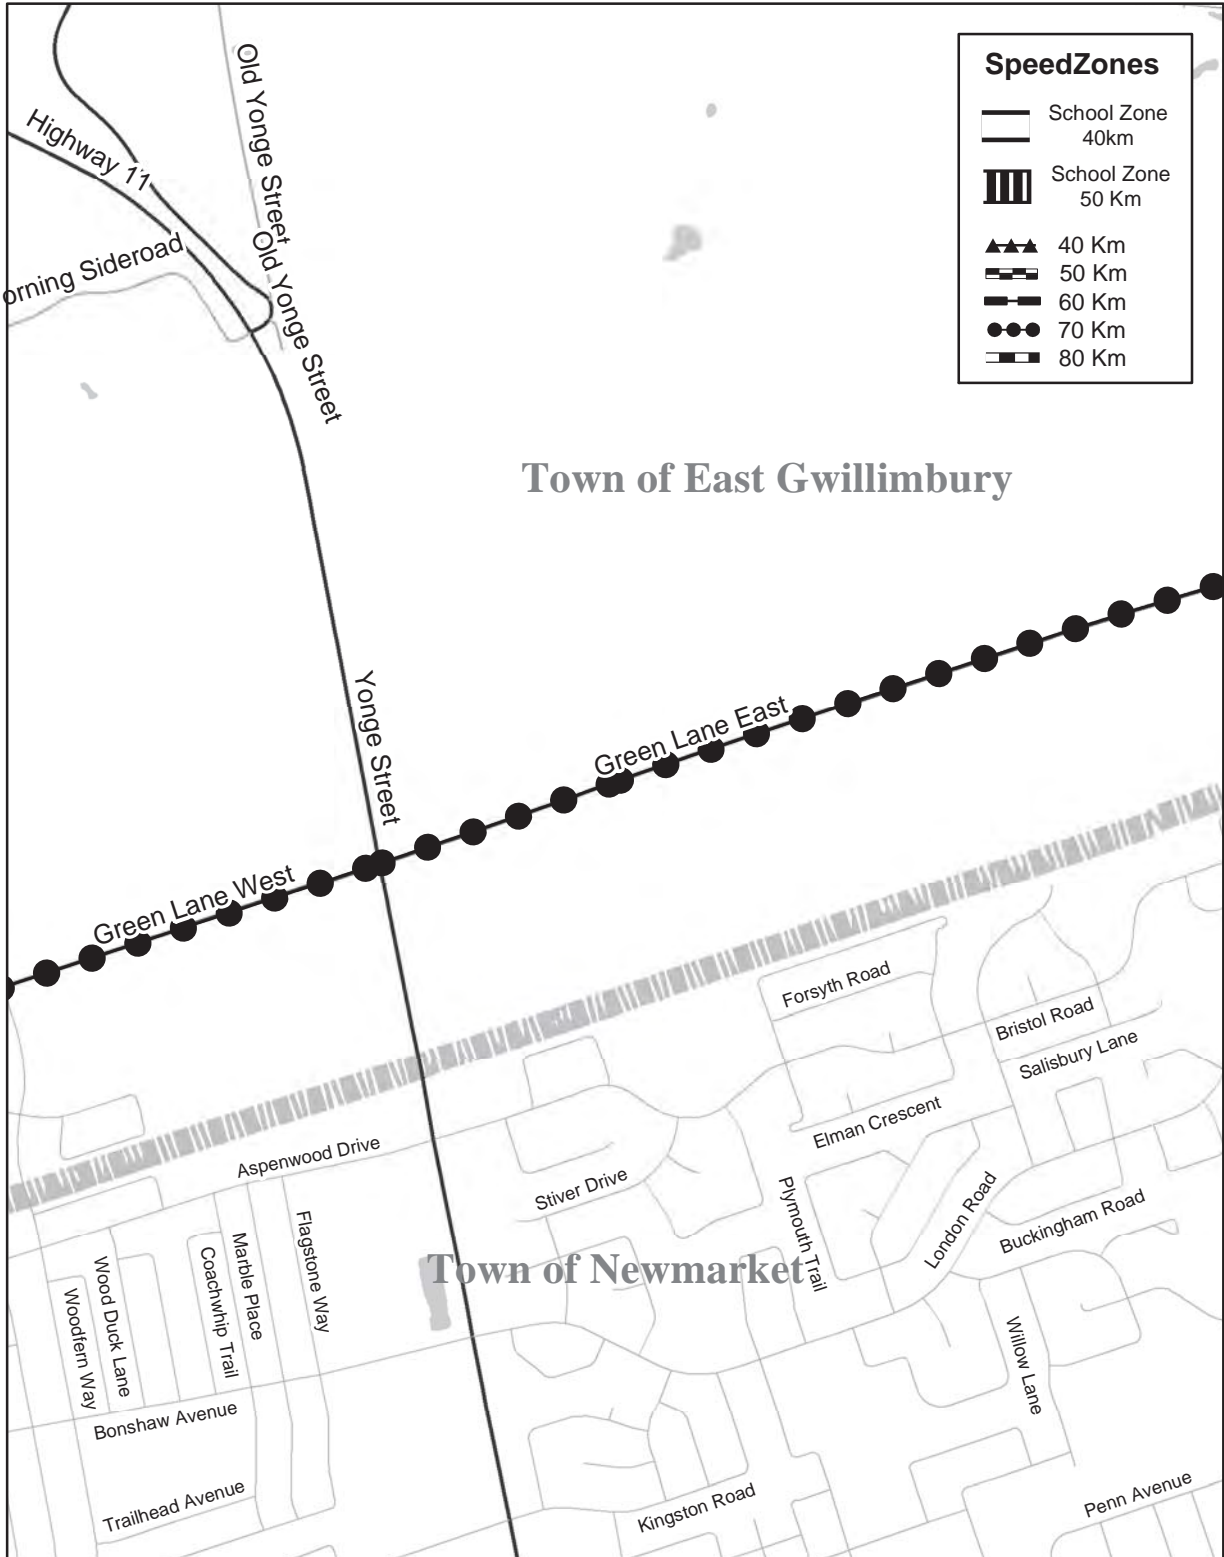 SpeedZones
School Zone
40km
School Zone
50 Km
40 Km
50 Km
60 Km
70 Km
80 Km
Old Yonge Street
Highway 11
Old Yonge Street
orning Sideroad
Town of East Gwillimbury
Yonge Street
Green Lane East
Green Lane West
Forsyth Road
Bristol Road
Salisbury Lane
Elman Crescent
Aspenwood Drive
Stiver Drive
Plymouth Trail
London Road
Buckingham Road
Flagstone Way
Marble Place
Coachwhip Trail
Wood Duck Lane
Woodfern Way
Town of Newmarket
Willow Lane
Bonshaw Avenue
Trailhead Avenue
Kingston Road
Penn Avenue